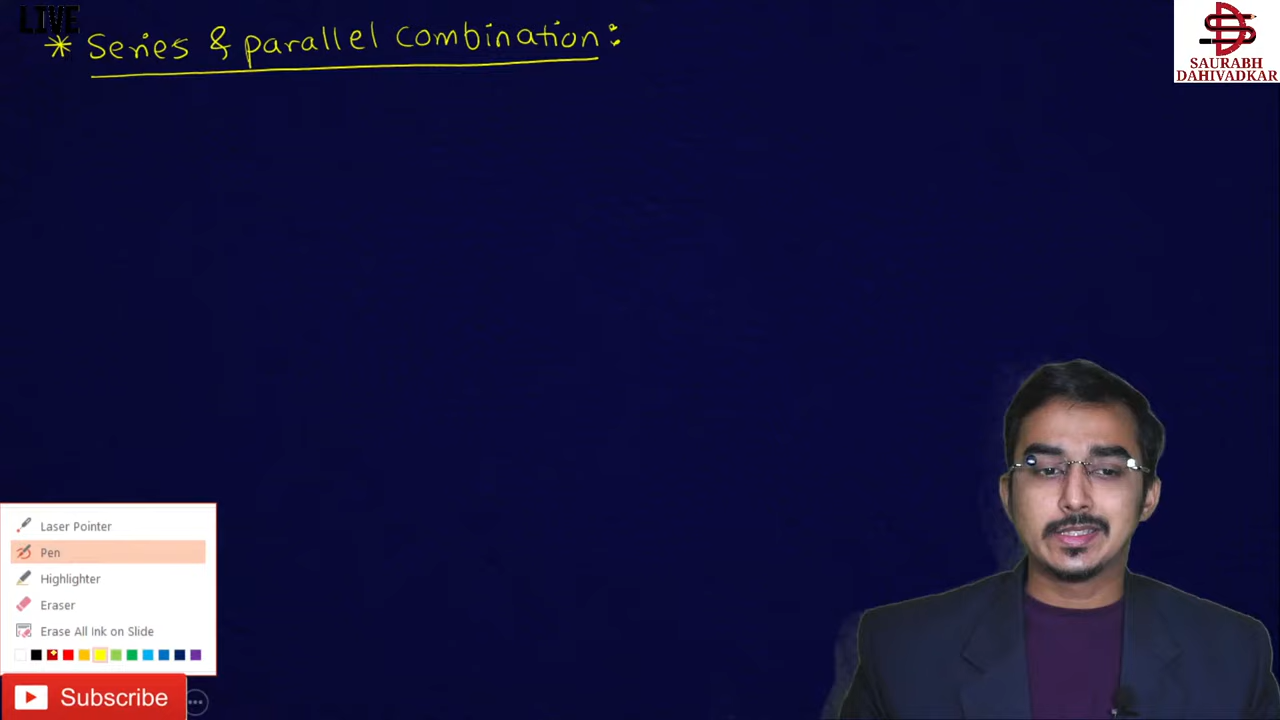 LIVE
* Series & parallel combination :
SAURABH
DAHIVADKAR
Laser Pointer
Pen
Highlighter
Eraser
Erase All Ink on Slide
Subscribe